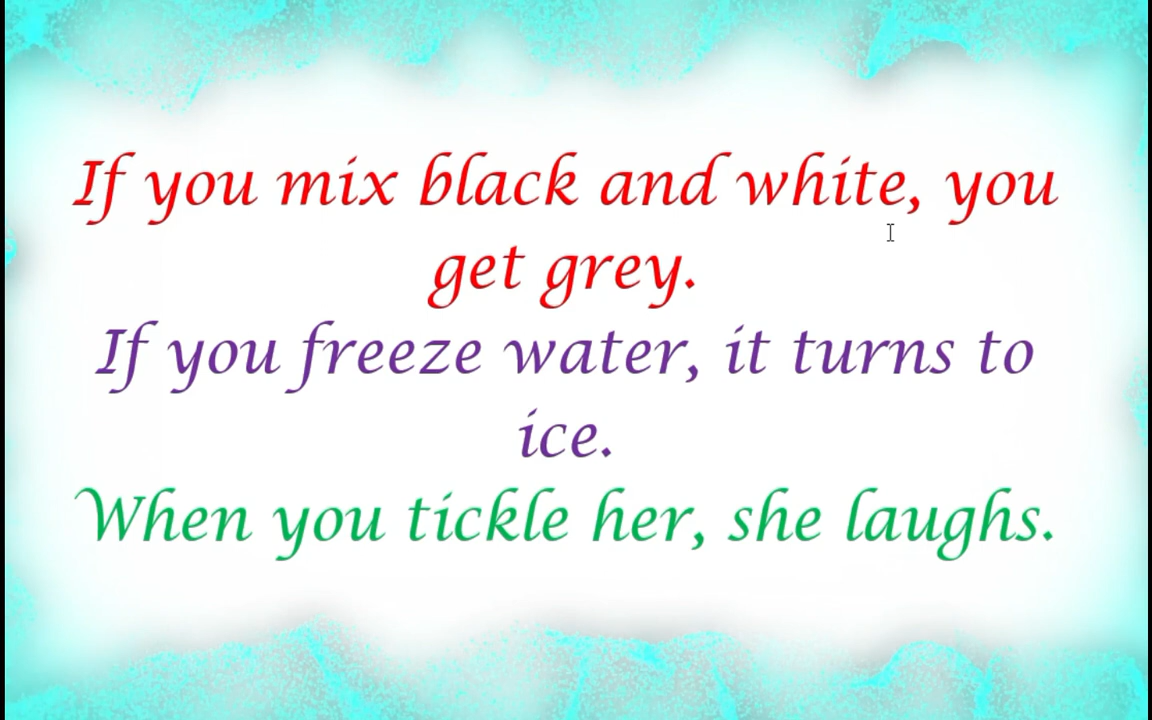 If you mix black and white, you
get grey.
If you freeze water, it turns to
ice.
When you tickle her, she laughs.